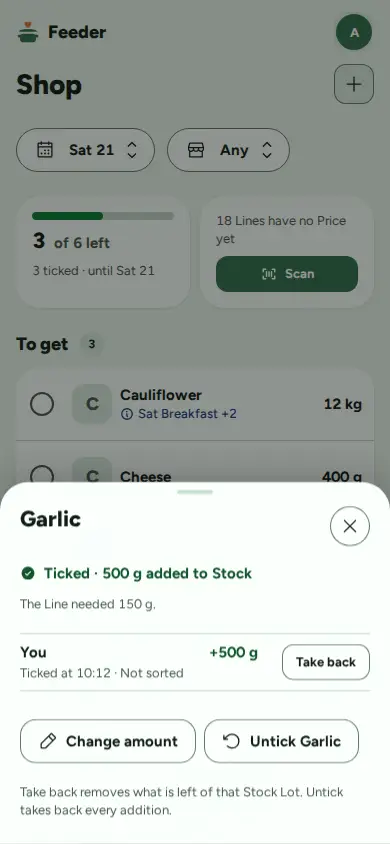 Feeder
A
Shop
Sat 21
Any
3 of 6 left
3 ticked · until Sat 21
18 Lines have no Price
yet
Scan
To get 3
C
Cauliflower
Sat Breakfast +2
12 kg
C
Cheese
400 g
Garlic
Ticked · 500 g added to Stock
The Line needed 150 g.
You
Ticked at 10:12 · Not sorted
+500 g
Take back
Change amount
Untick Garlic
Take back removes what is left of that Stock Lot. Untick
takes back every addition.